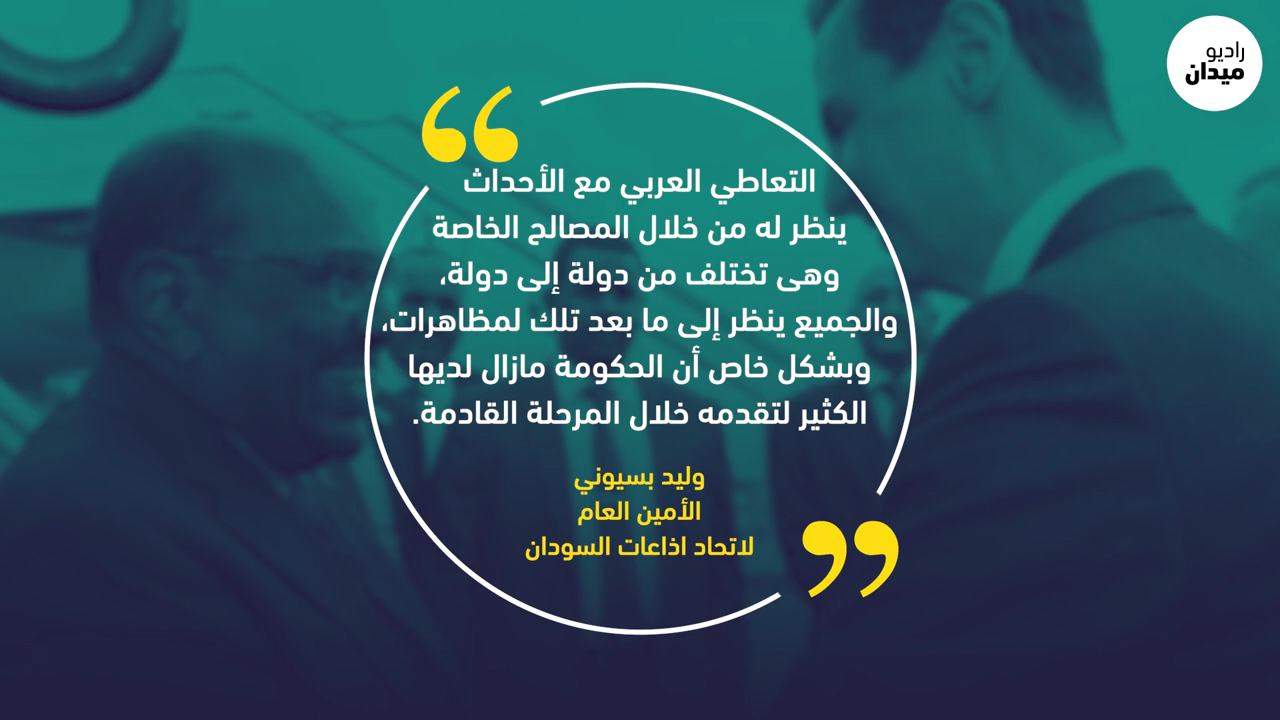 راديو
ميدان
التعاطي العربي مع الأحداث
ينظر له من خلال المصالح الخاصة
وهى تختلف من دولة إلى دولة،
والجميع ينظر إلى ما بعد تلك لمظاهرات،
وبشكل خاص أن الحكومة مازال لديها
الكثير لتقدمه خلال المرحلة القادمة.
وليد بسيوني
الأمين العام
لاتحاد اذاعات السودان